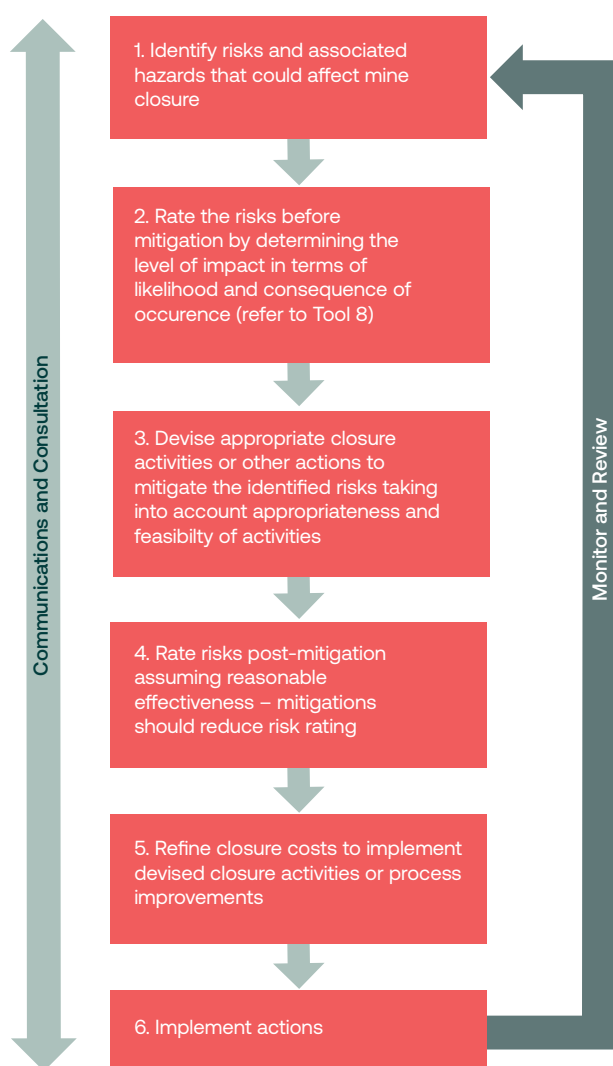 1. Identify risks and associated
hazards that could affect mine
closure
2. Rate the risks before
mitigation by determining the
level of impact in terms of
likelihood and consequence of
occurence (refer to Tool 8)
3. Devise appropriate closure
activities or other actions to
mitigate the identified risks taking
into account appropriateness and
feasibilty of activities
4. Rate risks post-mitigation
assuming reasonable
effectiveness – mitigations
should reduce risk rating
5. Refine closure costs to implement
devised closure activities or process
improvements
6. Implement actions
Communications and Consultation
Monitor and Review